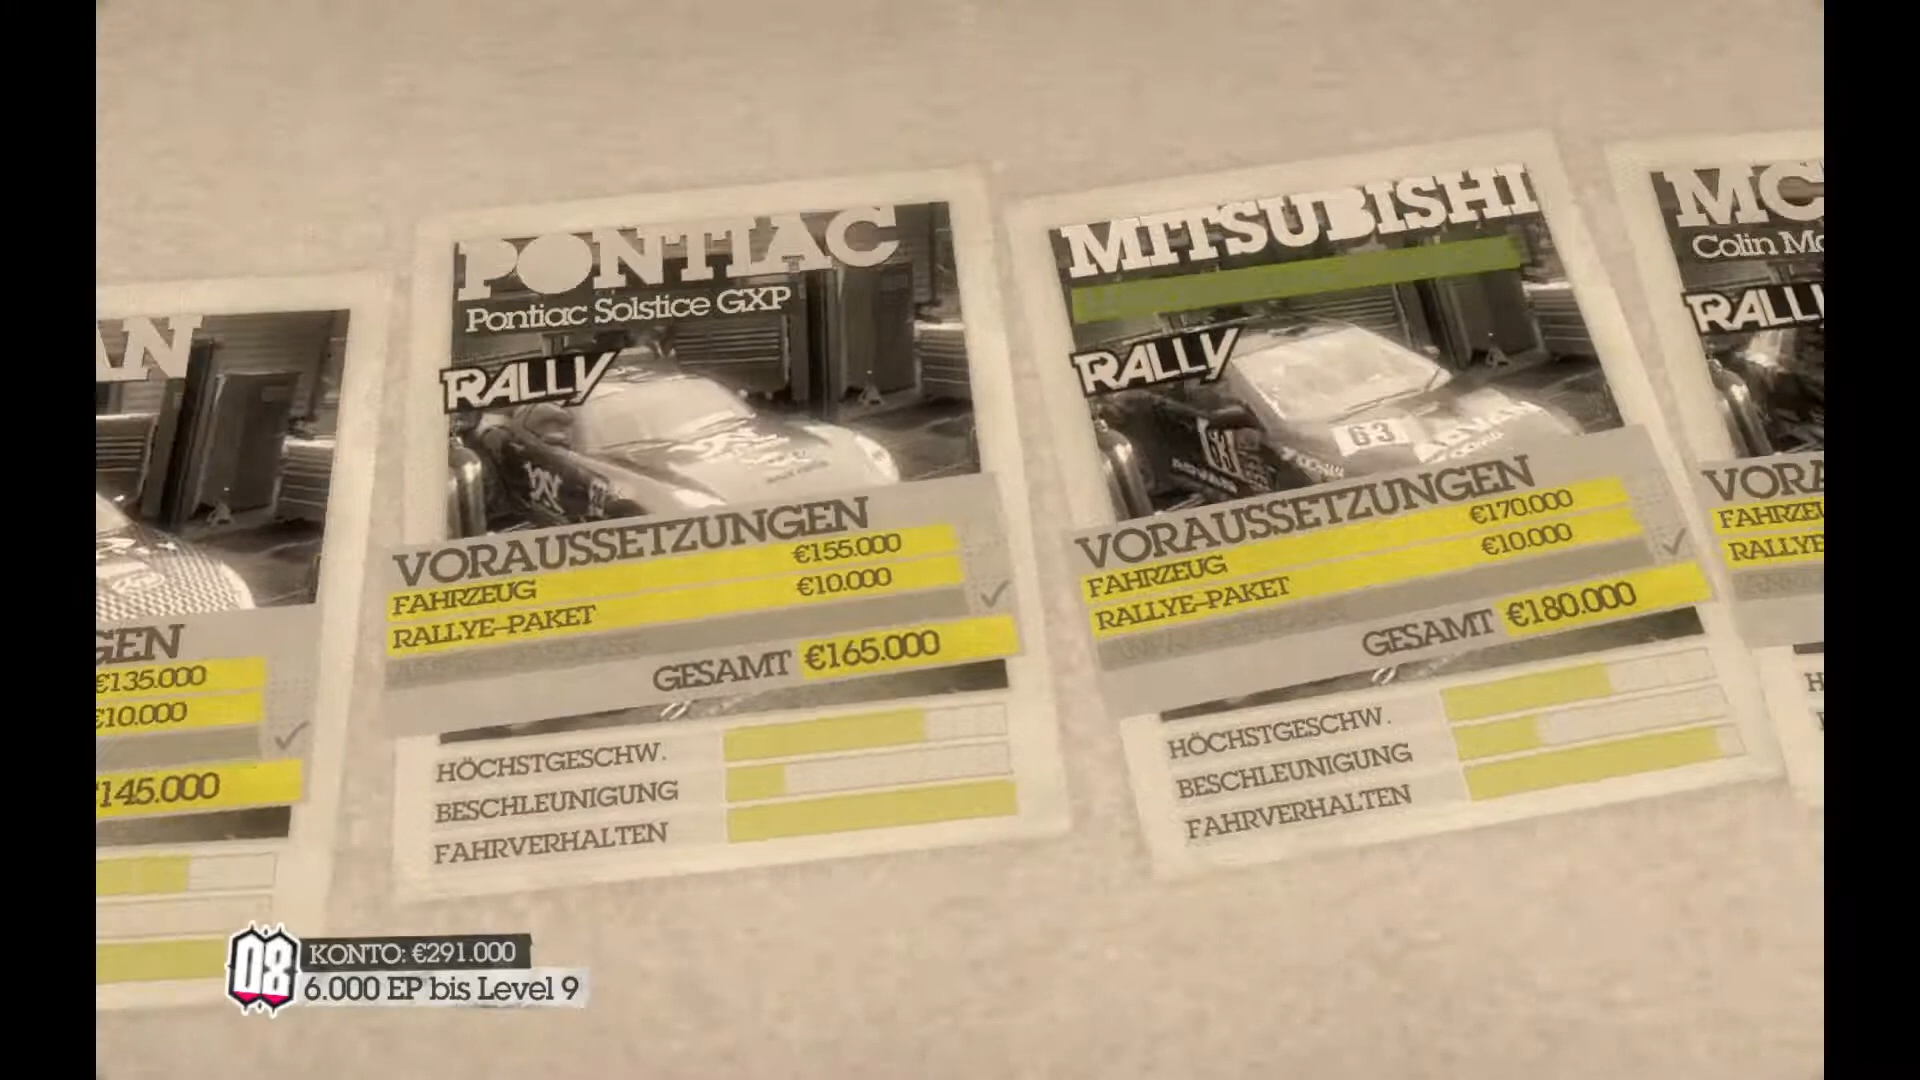 AN
GEN
€135.000
€10.000
€145.000
PONTIAC
Pontiac Solstice GXP
RALLY
VORAUSSETZUNGEN
FAHRZEUG €155.000
RALLYE-PAKET €10.000
GESAMT €165.000
HÖCHSTGESCHW.
BESCHLEUNIGUNG
FAHRVERHALTEN
MITSUBISHI
RALLY
63
ADVAN
VORAUSSETZUNGEN
FAHRZEUG €170.000
RALLYE-PAKET €10.000
GESAMT €180.000
HÖCHSTGESCHW.
BESCHLEUNIGUNG
FAHRVERHALTEN
MC
Colin Mc
RALLY
VORA
FAHRZEU
RALLYE
H
08
KONTO: €291.000
6.000 EP bis Level 9